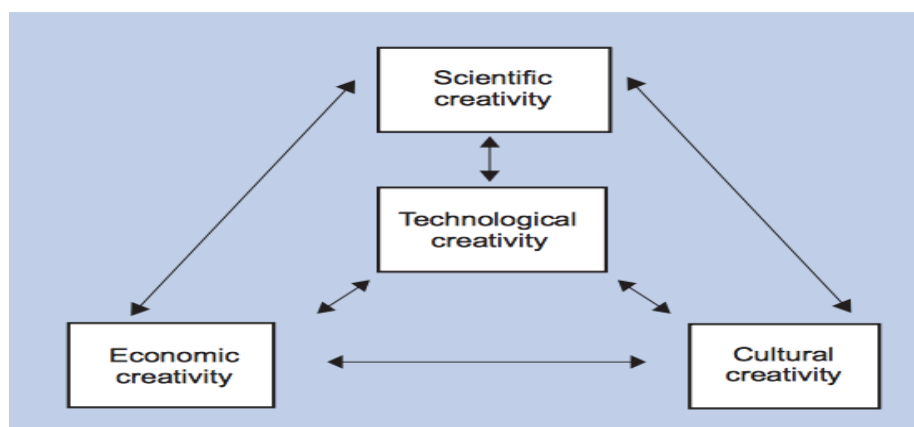 Scientific
creativity
Technological
creativity
Economic
creativity
Cultural
creativity